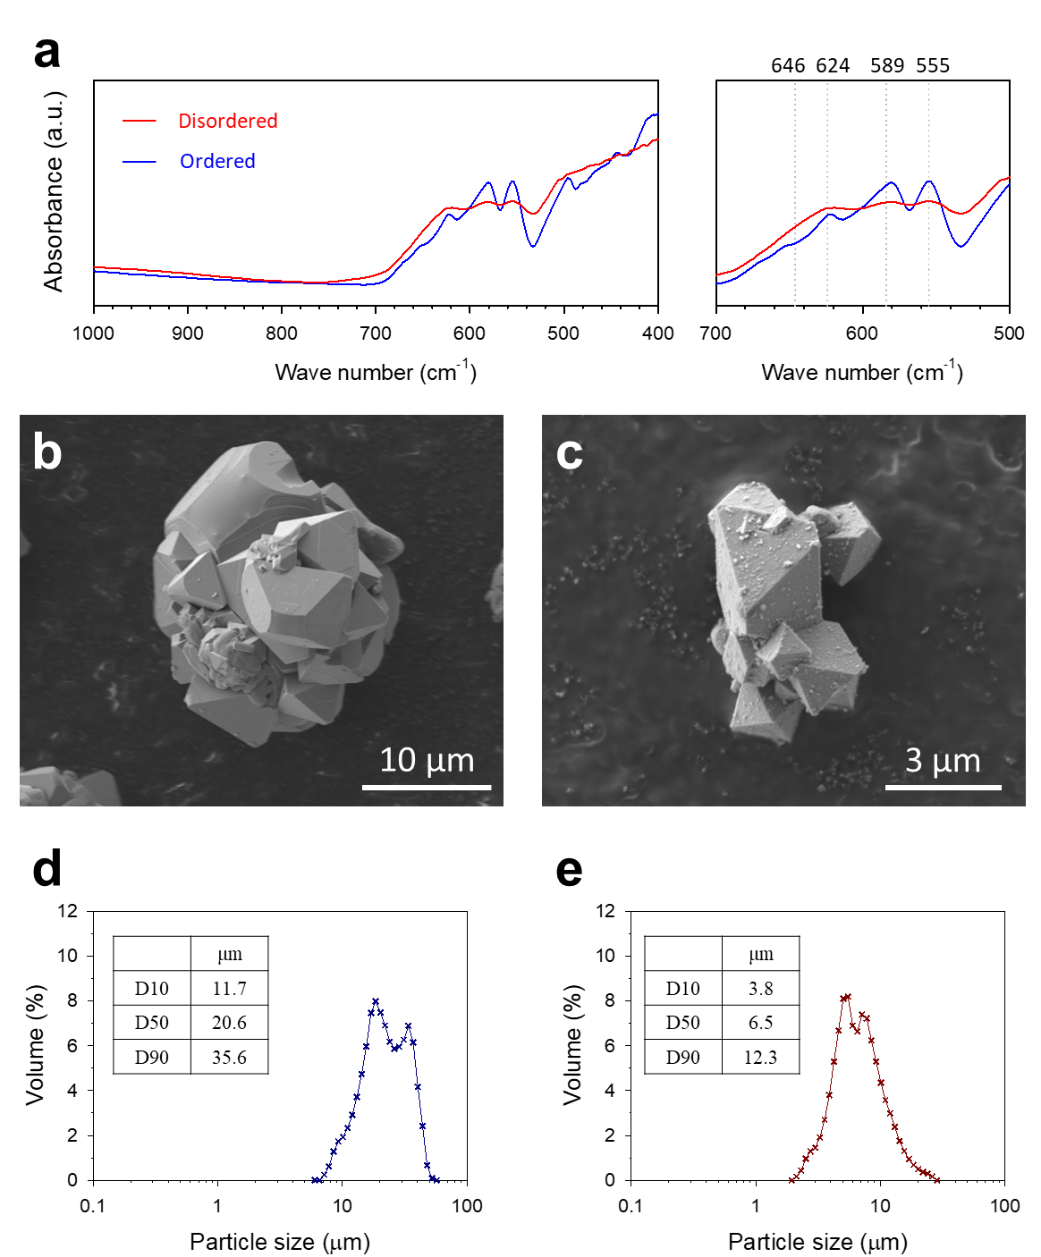 a
646 624 589 555
Absorbance (a.u.)
Disordered
Ordered
1000 900 800 700 600 500 400
700 600 500
Wave number (cm⁻¹)
Wave number (cm⁻¹)
b
10 μm
c
3 μm
d
12
10
8
6
4
2
0
Volume (%)
μm
D10 11.7
D50 20.6
D90 35.6
0.1 1 10 100
Particle size (μm)
e
12
10
8
6
4
2
0
Volume (%)
μm
D10 3.8
D50 6.5
D90 12.3
0.1 1 10 100
Particle size (μm)